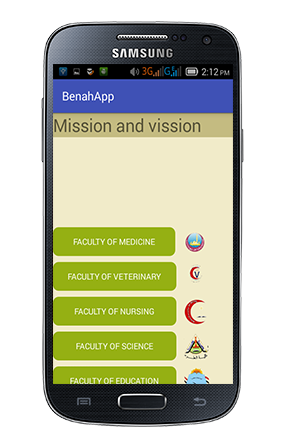 SAMSUNG
3G G 2:12 PM
BenahApp
Mission and vission
FACULTY OF MEDICINE
FACULTY OF VETERINARY
V
FACULTY OF NURSING
FACULTY OF SCIENCE
FACULTY OF EDUCATION